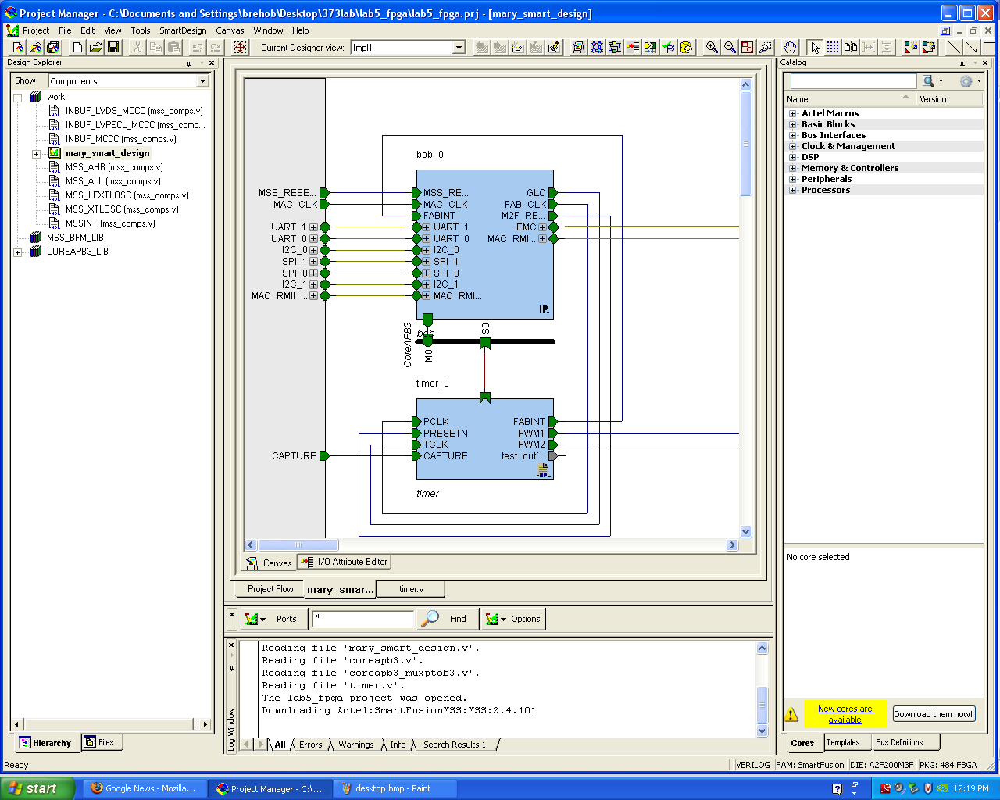 Project Manager - C:\Documents and Settings\brehob\Desktop\373lab\lab5_fpga\lab5_fpga.prj - [mary_smart_design]
Project File Edit View Tools SmartDesign Canvas Window Help
Current Designer view: Impl1
Design Explorer
Show: Components
work
INBUF_LVDS_MCCC (mss_comps.v)
INBUF_LVPECL_MCCC (mss_comp...
INBUF_MCCC (mss_comps.v)
mary_smart_design
MSS_AHB (mss_comps.v)
MSS_ALL (mss_comps.v)
MSS_LPXTLOSC (mss_comps.v)
MSS_XTLOSC (mss_comps.v)
MSSINT (mss_comps.v)
MSS_BFM_LIB
COREAPB3_LIB
Hierarchy Files
bob_0
MSS_RESE... MSS_RE... GLC
MAC CLK MAC CLK FAB CLK
FABINT M2F_RE...
UART 1 UART 1 EMC
UART 0 UART 0 MAC RMI...
I2C_0 I2C_0
SPI 1 SPI 1
SPI 0 SPI 0
I2C_1 I2C_1
MAC RMII ... MAC RMI...
IP
bob
CoreAPB3
M0
S0
timer_0
PCLK FABINT
PRESETN PWM1
TCLK PWM2
CAPTURE CAPTURE test out[...
HDL
timer
Canvas I/O Attribute Editor
Project Flow mary_smar... timer.v
Ports * Find Options
Reading file 'mary_smart_design.v'.
Reading file 'coreapb3.v'.
Reading file 'coreapb3_muxptob3.v'.
Reading file 'timer.v'.
The lab5_fpga project was opened.
Downloading Actel:SmartFusionMSS:MSS:2.4.101
Log Window
All Errors Warnings Info Search Results 1
Catalog
Name Version
Actel Macros
Basic Blocks
Bus Interfaces
Clock & Management
DSP
Memory & Controllers
Peripherals
Processors
No core selected
New cores are
available
Download them now!
Cores Templates Bus Definitions
Ready VERILOG FAM: SmartFusion DIE: A2F200M3F PKG: 484 FBGA
start Google News - Mozilla... Project Manager - C:\... desktop.bmp - Paint 12:19 PM